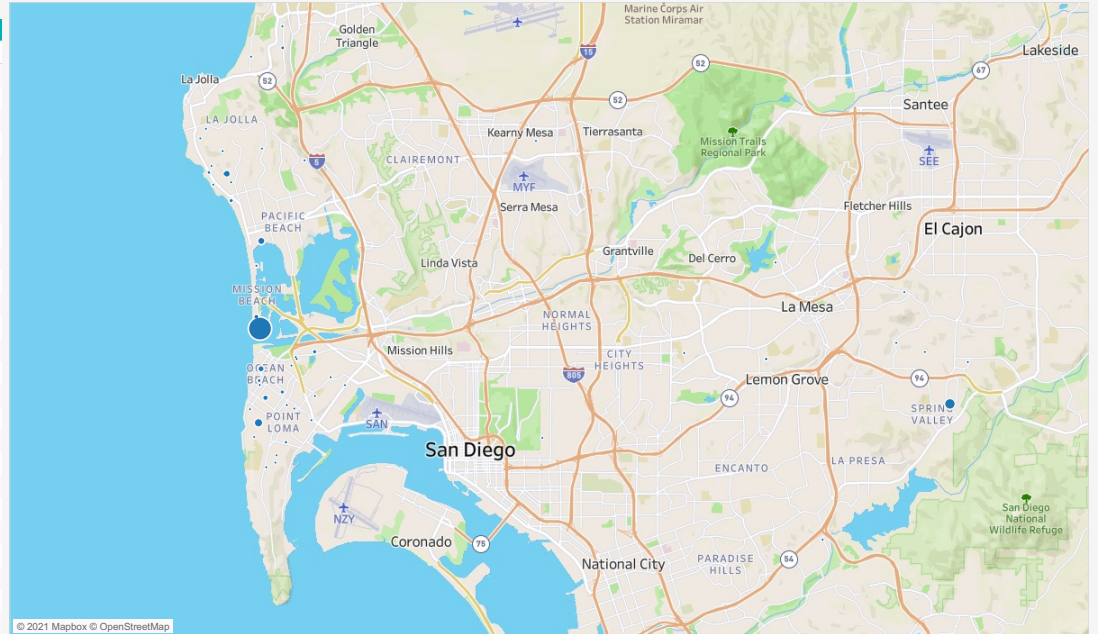 Marine Corps Air
Station Miramar
Golden
Triangle
15
Lakeside
52
67
La Jolla
52
52
Santee
LA JOLLA
Kearny Mesa
Tierrasanta
Mission Trails
Regional Park
5
CLAIREMONT
SEE
MYF
Serra Mesa
Fletcher Hills
PACIFIC
BEACH
El Cajon
Grantville
Del Cerro
Linda Vista
MISSION
BEACH
La Mesa
NORMAL
HEIGHTS
Mission Hills
CITY
HEIGHTS
OCEAN
BEACH
805
Lemon Grove
94
94
SPRING
VALLEY
POINT
LOMA
SAN
San Diego
LA PRESA
ENCANTO
San Diego
National
Wildlife Refuge
NZY
Coronado
75
National City
PARADISE
HILLS
54
© 2021 Mapbox © OpenStreetMap